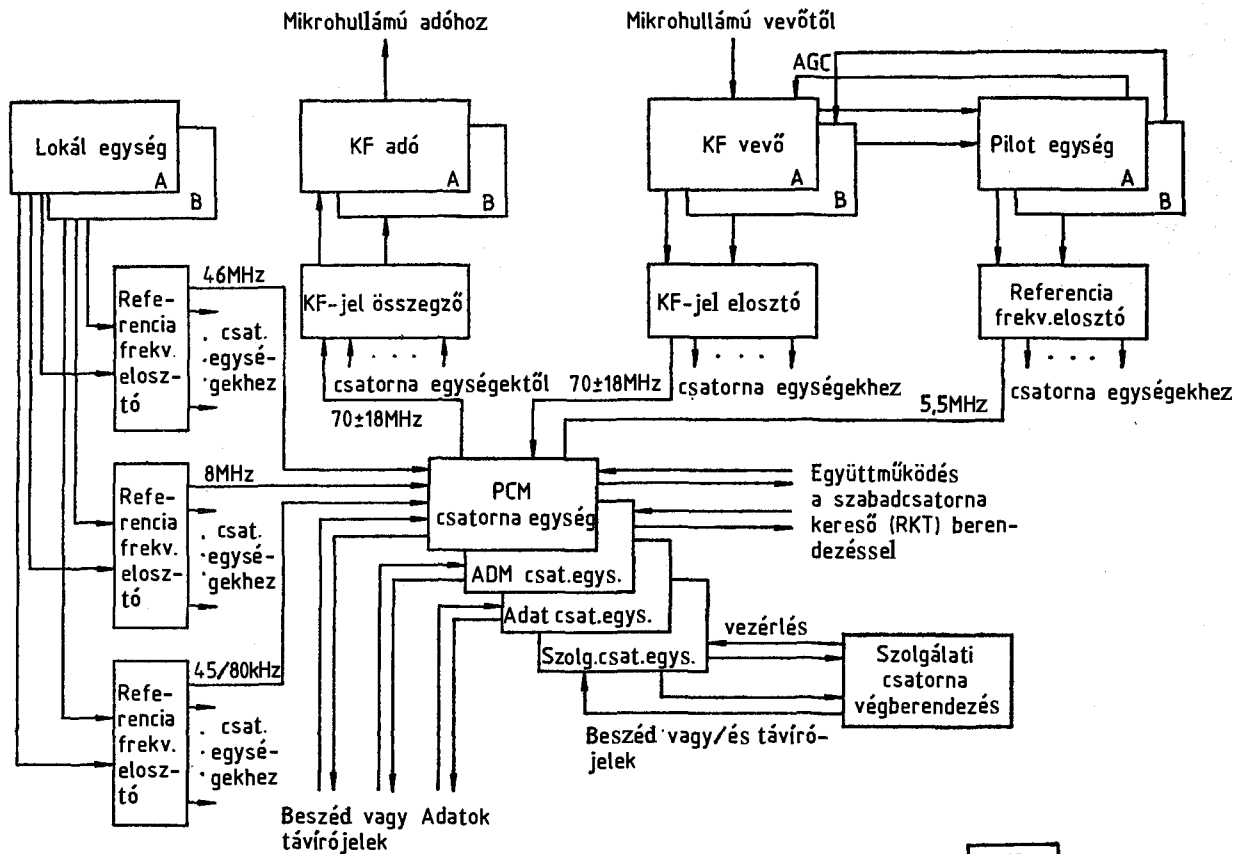 Mikrohullámú adóhoz
Mikrohullámú vevőtől
AGC
Lokál egység
A
B
KF adó
A
B
KF vevő
A
B
Pilot egység
A
B
46MHz
Refe-
rencia
frekv.
elosz-
tó
. csat.
·egysé-
·gekhez
KF-jel összegző
KF-jel elosztó
Referencia
frekv.elosztó
. . .
csatorna egységektől
70±18MHz
70±18MHz
. . .
csatorna egységekhez
5,5MHz
. . .
csatorna egységekhez
8MHz
Refe-
rencia
frekv.
elosz-
tó
. csat.
·egysé-
·gekhez
PCM
csatorna egység
ADM csat.egys.
Adat csat.egys.
Szolg.csat.egys.
Együttműködés
a szabadcsatorna
kereső (RKT) beren-
dezéssel
vezérlés
Szolgálati
csatorna
végberendezés
45/80kHz
Refe-
rencia
frekv.
elosz-
tó
. csat.
·egysé-
·gekhez
Beszéd vagy/és távíró-
jelek
Beszéd vagy
távírójelek
Adatok